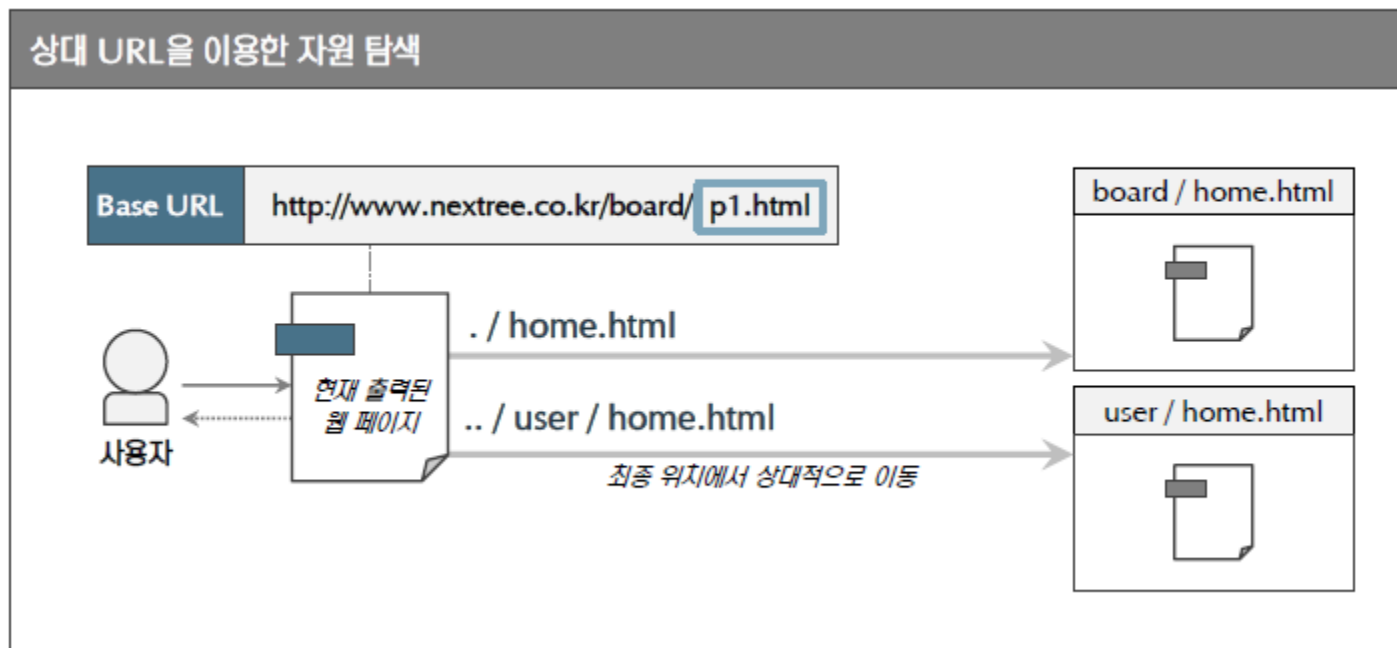 상대 URL을 이용한 자원 탐색
Base URL http://www.nextree.co.kr/board/ p1.html
board / home.html
. / home.html
현재 출력된
웹 페이지
사용자
.. / user / home.html
user / home.html
최종 위치에서 상대적으로 이동